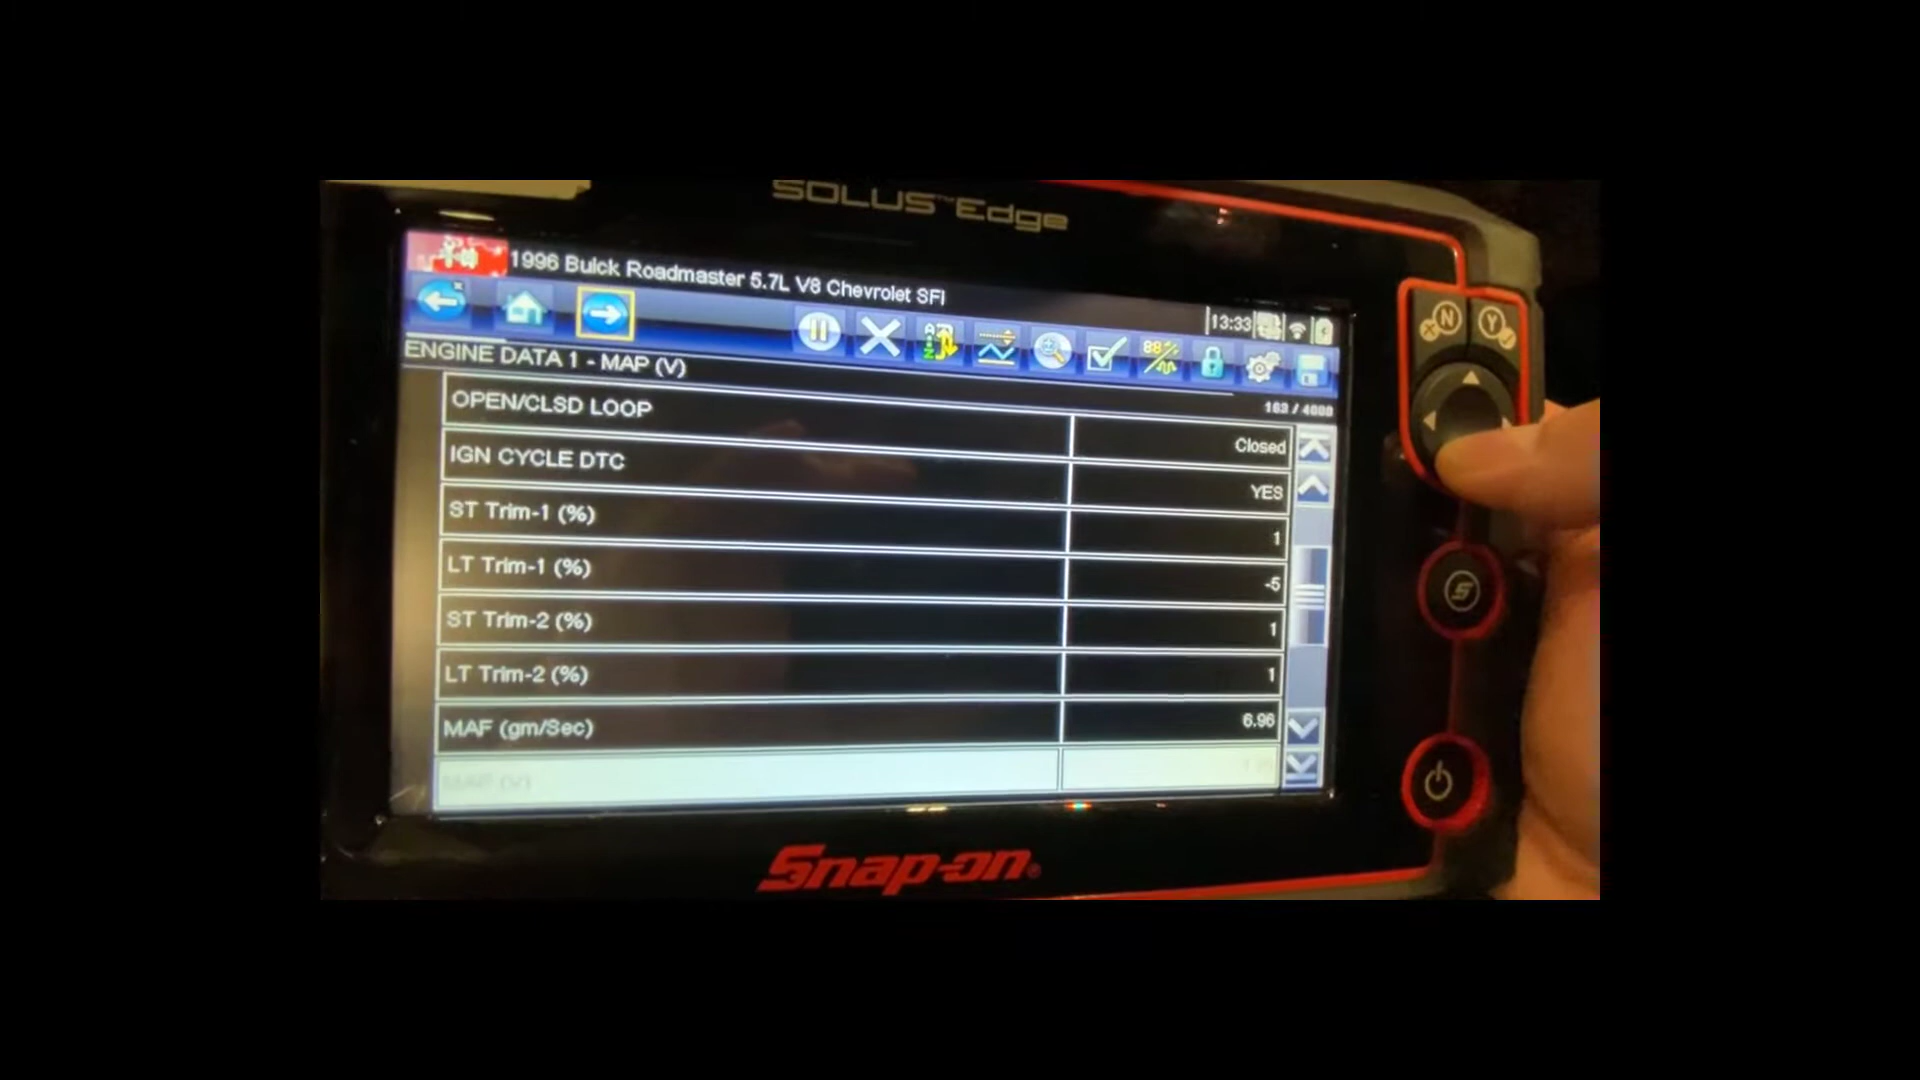 SOLUS™ Edge
1996 Buick Roadmaster 5.7L V8 Chevrolet SFI
13:33
ENGINE DATA 1 - MAP (V)
163 / 4000
OPEN/CLSD LOOP Closed
IGN CYCLE DTC YES
ST Trim-1 (%) 1
LT Trim-1 (%) -5
ST Trim-2 (%) 1
LT Trim-2 (%) 1
MAF (gm/Sec) 6.96
MAP (V)
N
Y
S
Snap-on®